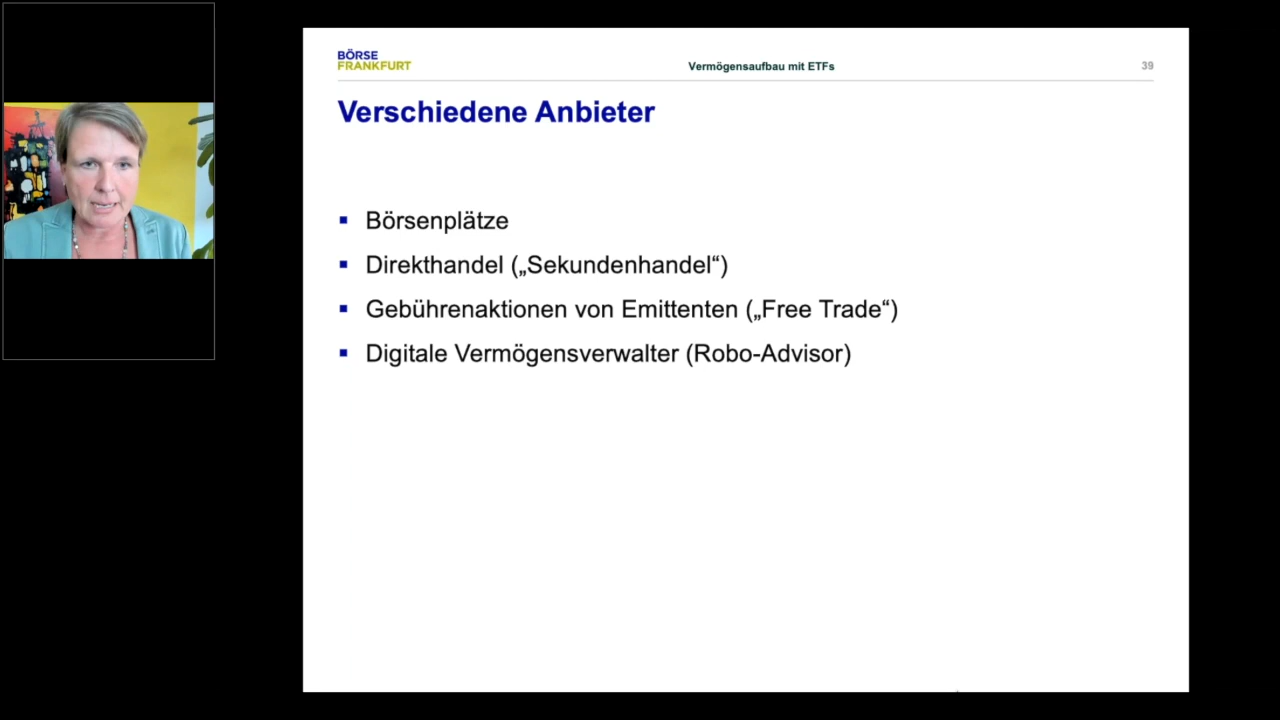 BÖRSE
FRANKFURT
Vermögensaufbau mit ETFs
39
Verschiedene Anbieter
▪ Börsenplätze
▪ Direkthandel („Sekundenhandel“)
▪ Gebührenaktionen von Emittenten („Free Trade“)
▪ Digitale Vermögensverwalter (Robo-Advisor)